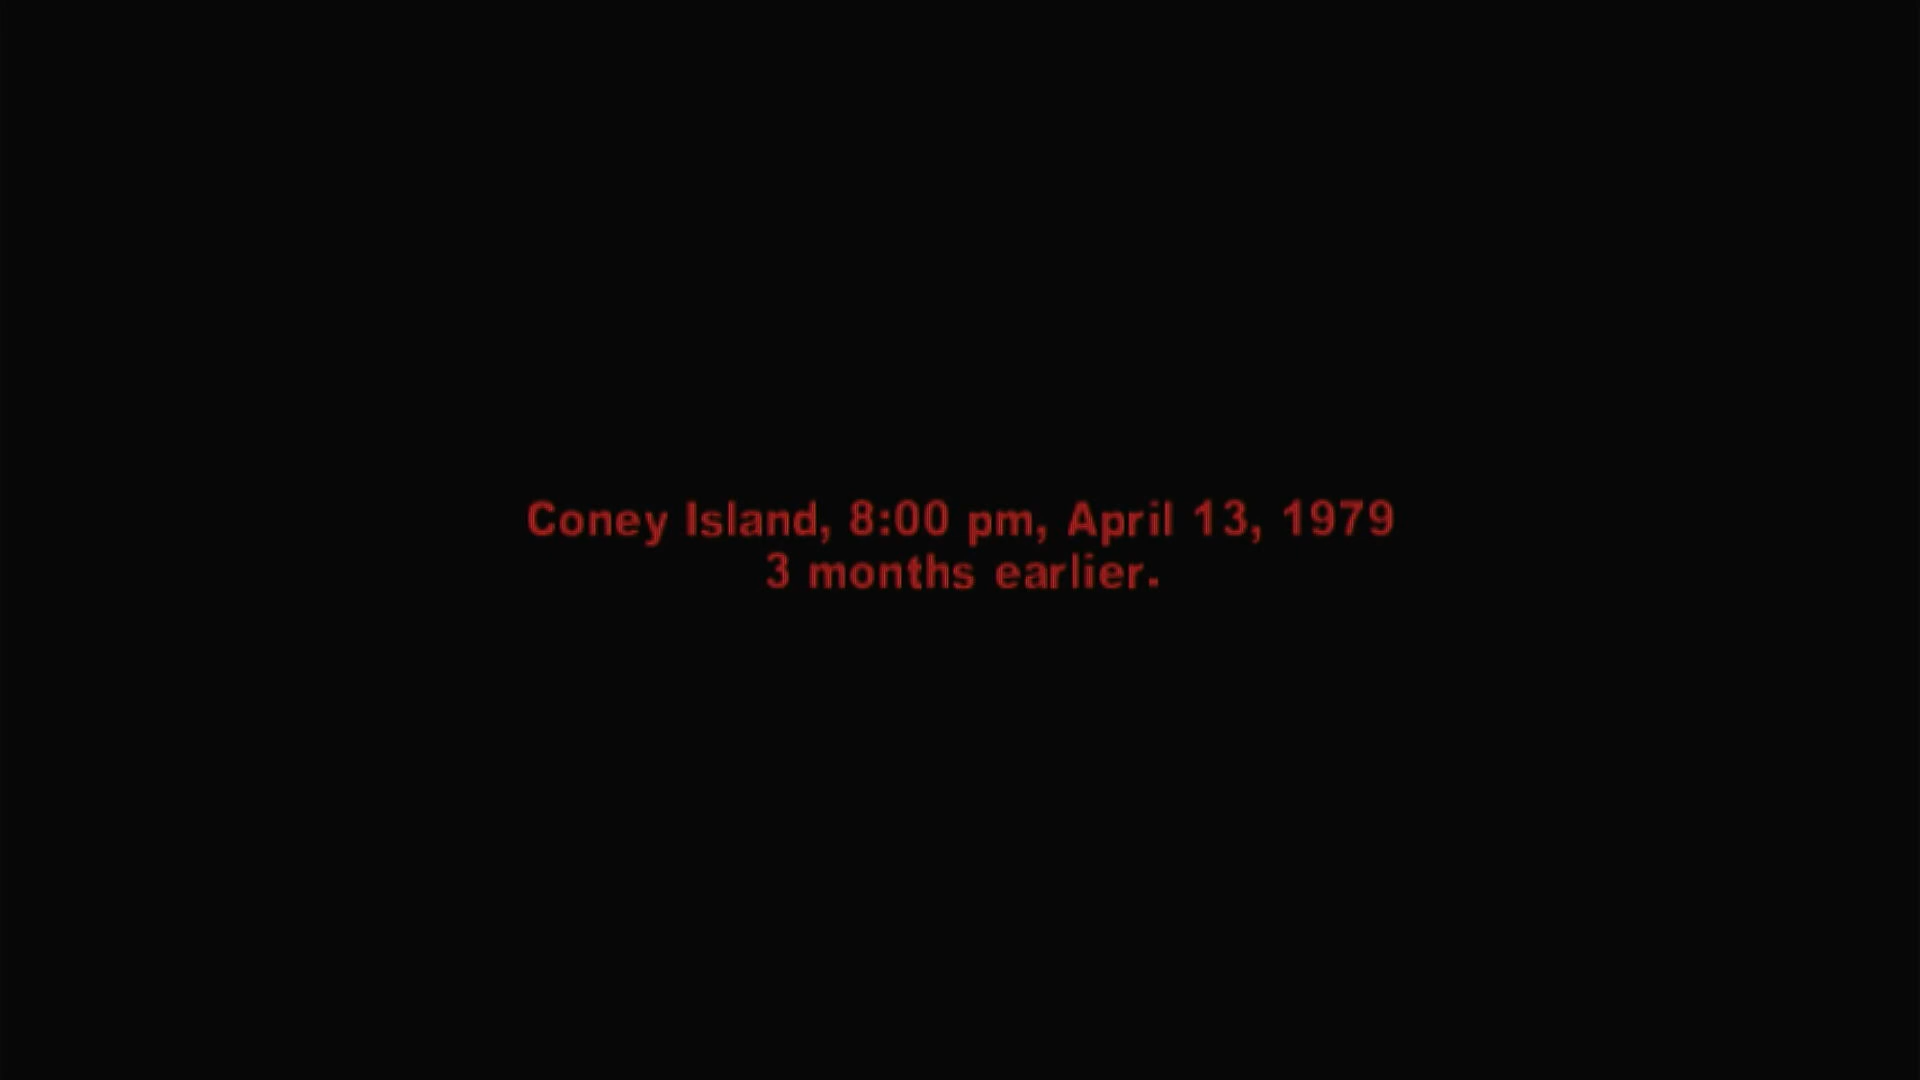 Coney Island, 8:00 pm, April 13, 1979
3 months earlier.